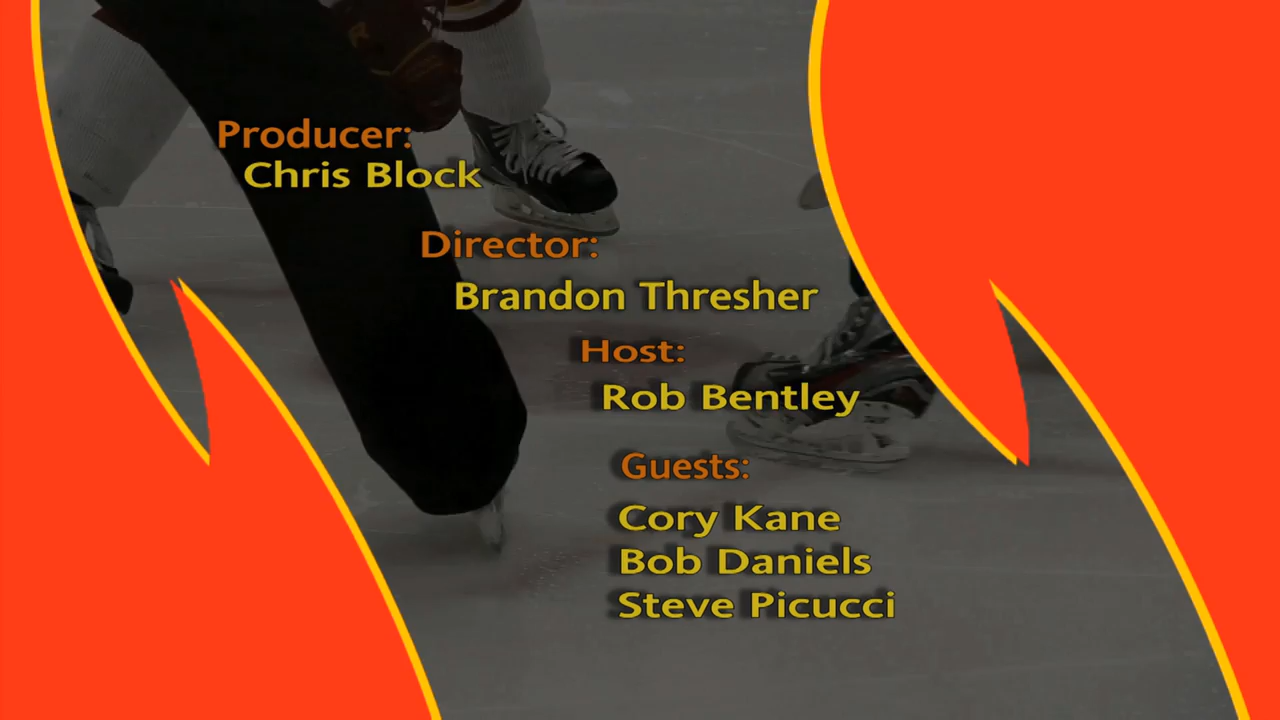 Producer:
Chris Block
Director:
Brandon Thresher
Host:
Rob Bentley
Guests:
Cory Kane
Bob Daniels
Steve Picucci